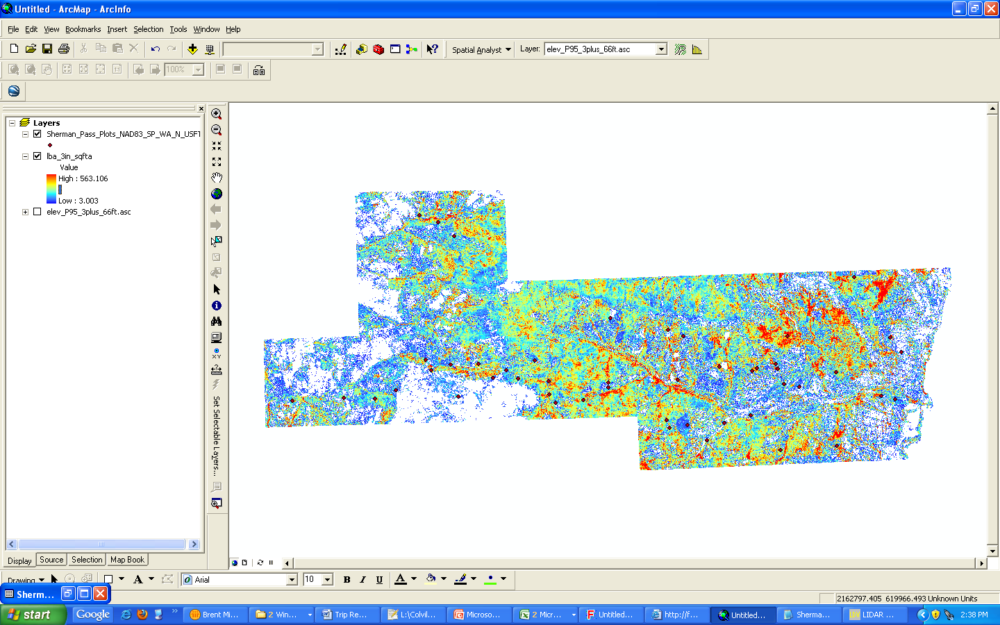 Untitled - ArcMap - ArcInfo
File Edit View Bookmarks Insert Selection Tools Window Help
Spatial Analyst Layer: elev_P95_3plus_66ft.asc
100%
Layers
Sherman_Pass_Plots_NAD83_SP_WA_N_USFT
lba_3in_sqfta
Value
High : 563.106
Low : 3.003
elev_P95_3plus_66ft.asc
XY
Set Selectable Layers...
Display Source Selection Map Book
Drawing Arial 10 B I U A
Sherm...
2162797.405 619966.493 Unknown Units
start Google Brent Mi... 2 Win... Trip Re... L:\Colvil... Microso... 2 Micr... Untitled... http://f... Untitled... Sherma... LIDAR ... 2:38 PM